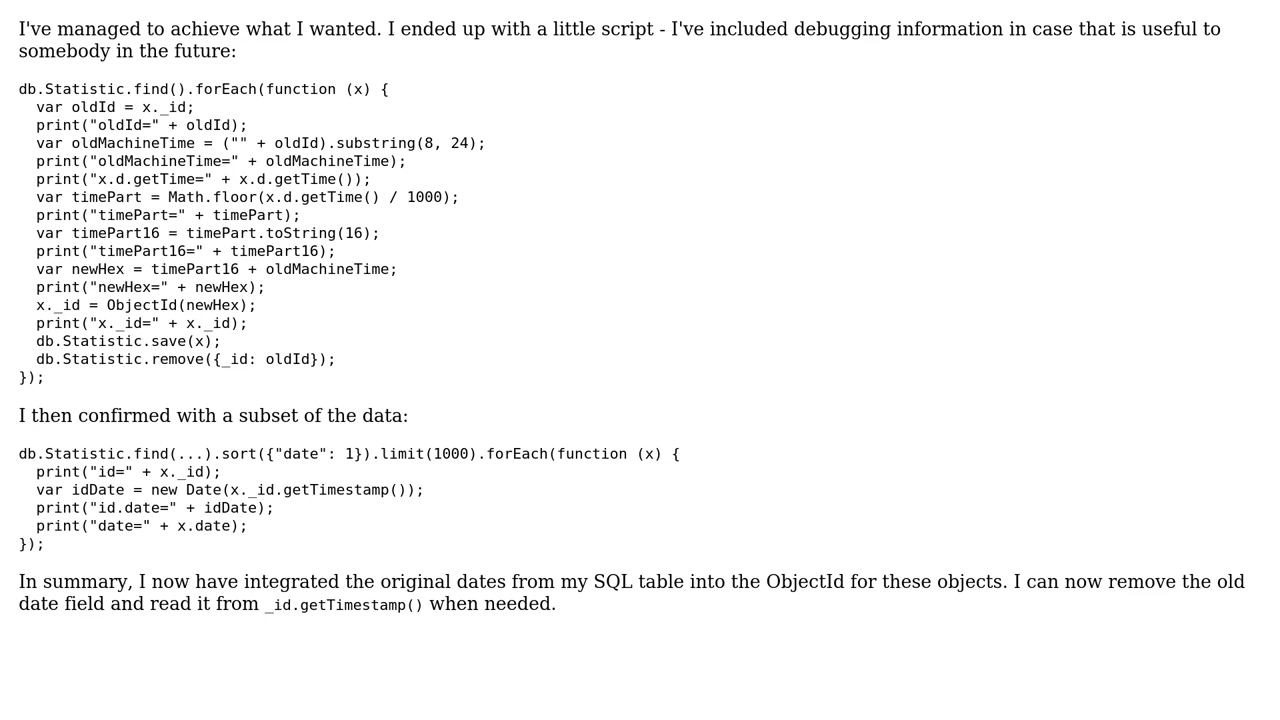 I've managed to achieve what I wanted. I ended up with a little script - I've included debugging information in case that is useful to
somebody in the future:
db.Statistic.find().forEach(function (x) {
  var oldId = x._id;
  print("oldId=" + oldId);
  var oldMachineTime = ("" + oldId).substring(8, 24);
  print("oldMachineTime=" + oldMachineTime);
  print("x.d.getTime=" + x.d.getTime());
  var timePart = Math.floor(x.d.getTime() / 1000);
  print("timePart=" + timePart);
  var timePart16 = timePart.toString(16);
  print("timePart16=" + timePart16);
  var newHex = timePart16 + oldMachineTime;
  print("newHex=" + newHex);
  x._id = ObjectId(newHex);
  print("x._id=" + x._id);
  db.Statistic.save(x);
  db.Statistic.remove({_id: oldId});
});
I then confirmed with a subset of the data:
db.Statistic.find(...).sort({"date": 1}).limit(1000).forEach(function (x) {
  print("id=" + x._id);
  var idDate = new Date(x._id.getTimestamp());
  print("id.date=" + idDate);
  print("date=" + x.date);
});
In summary, I now have integrated the original dates from my SQL table into the ObjectId for these objects. I can now remove the old
date field and read it from _id.getTimestamp() when needed.